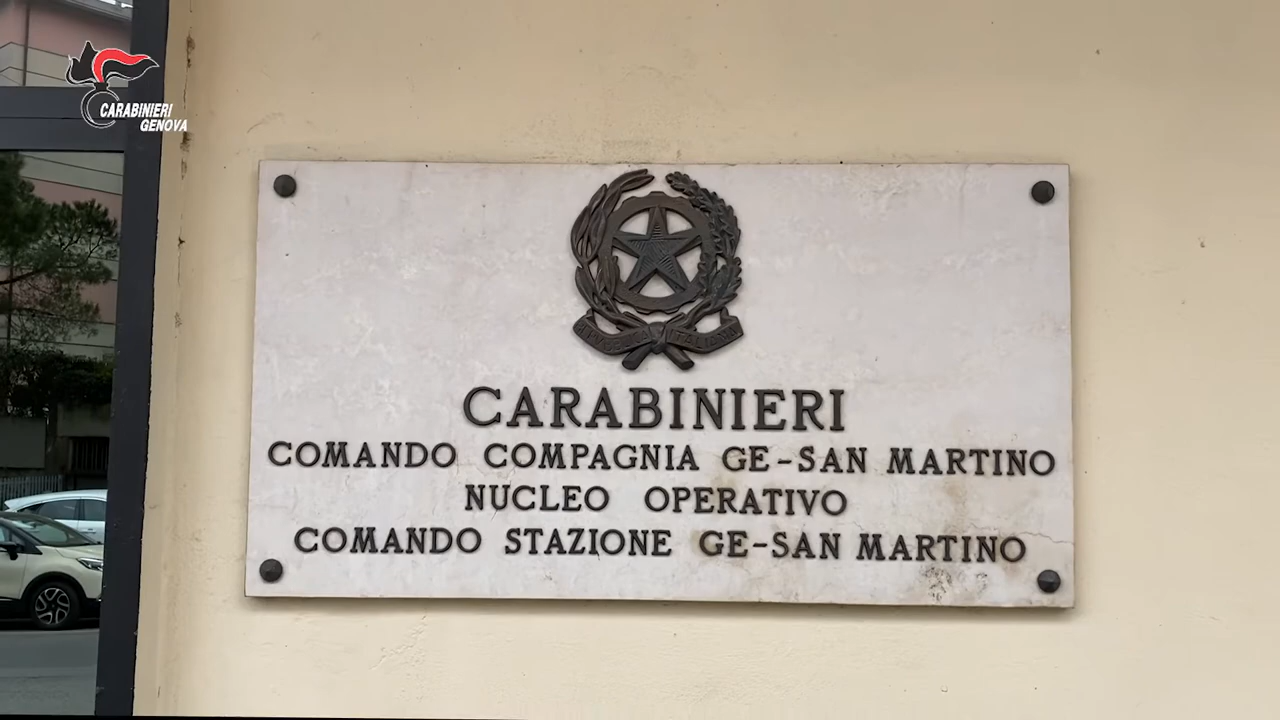 CARABINIERI
GENOVA
CARABINIERI
COMANDO COMPAGNIA GE-SAN MARTINO
NUCLEO OPERATIVO
COMANDO STAZIONE GE-SAN MARTINO